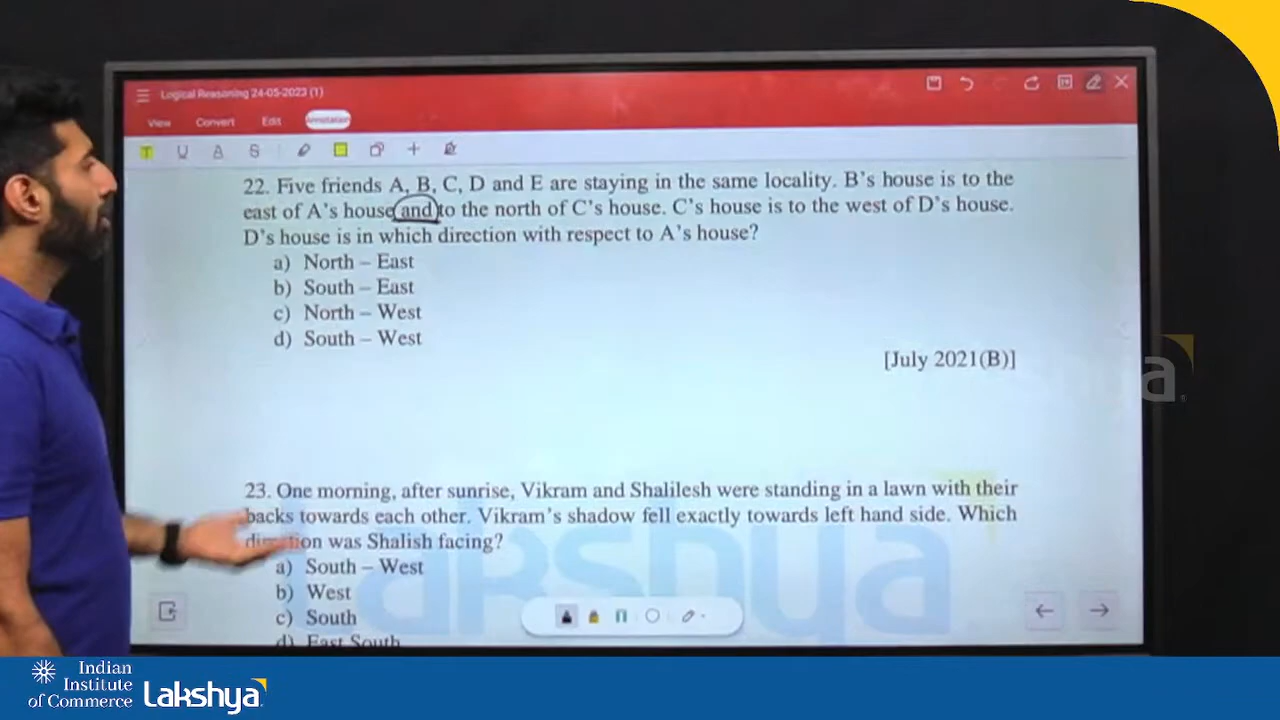 Logical Reasoning 24-05-2023 (1)
View Convert Edit Annotation
T U A S
22. Five friends A, B, C, D and E are staying in the same locality. B's house is to the
east of A's house and to the north of C's house. C's house is to the west of D's house.
D's house is in which direction with respect to A's house?
a) North – East
b) South – East
c) North – West
d) South – West
[July 2021(B)]
a
23. One morning, after sunrise, Vikram and Shalilesh were standing in a lawn with their
backs towards each other. Vikram's shadow fell exactly towards left hand side. Which
direction was Shalish facing?
a) South – West
b) West
c) South
d) East South
lakshya
Indian
Institute
of Commerce
Lakshya